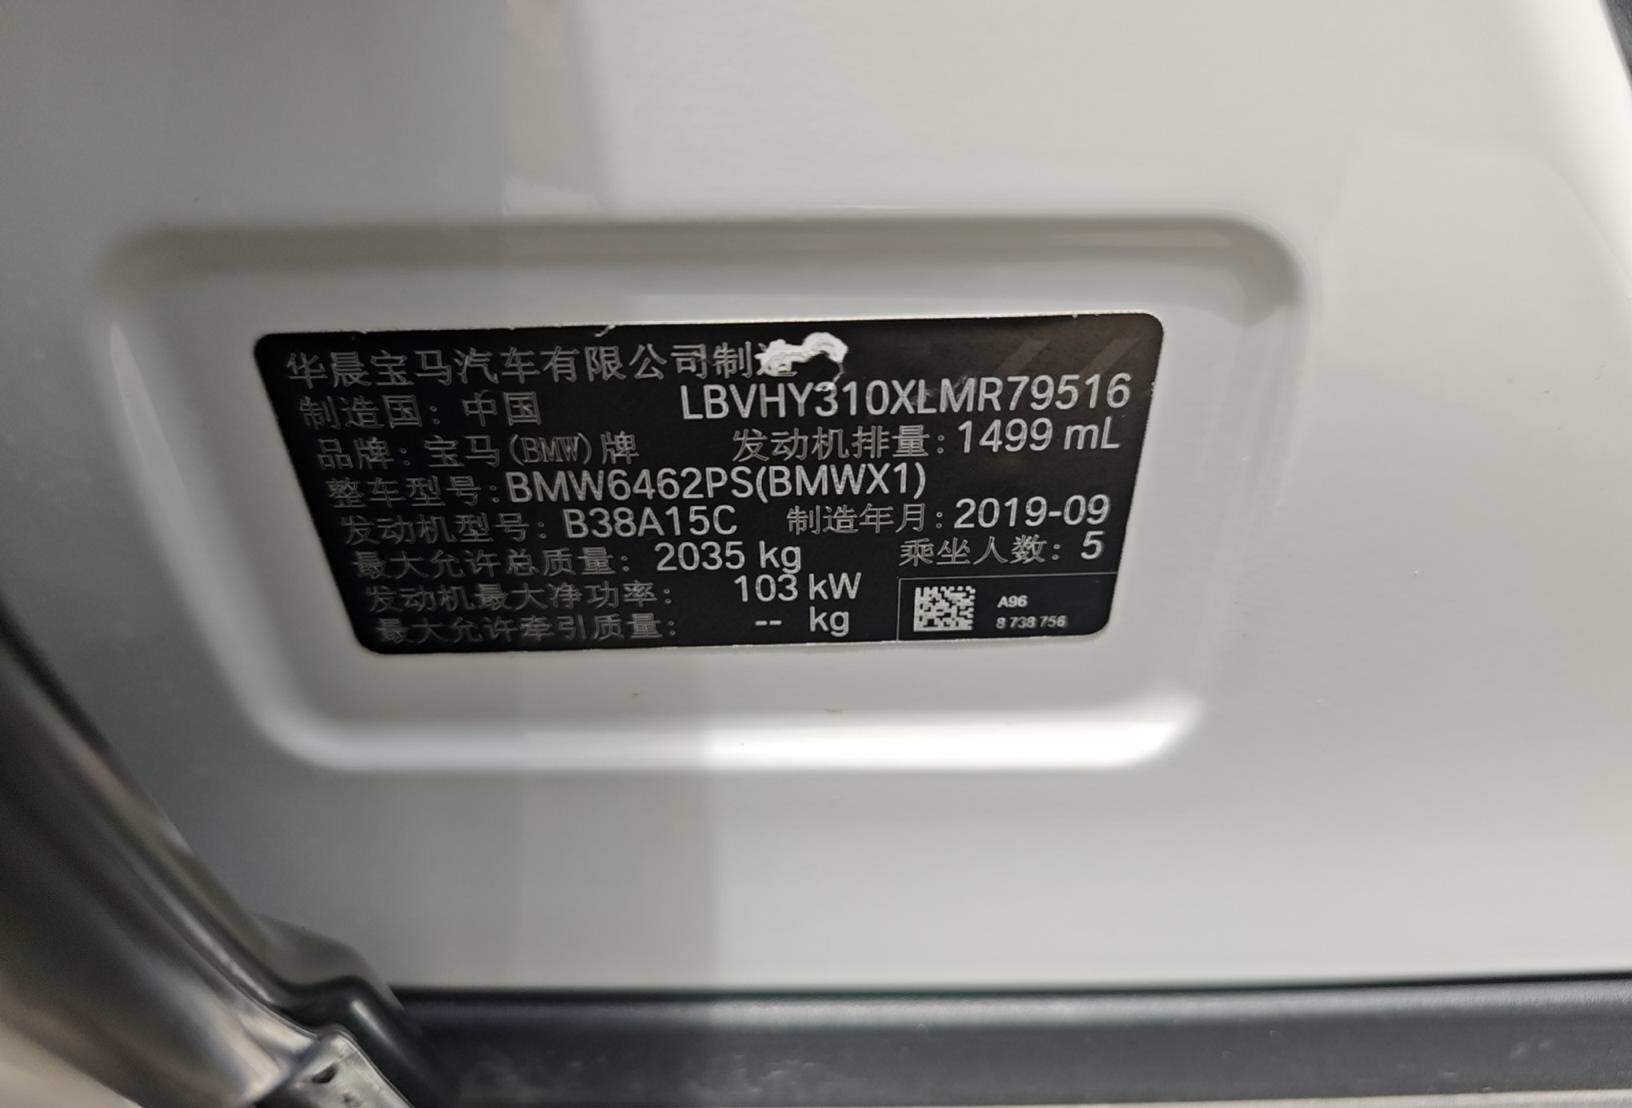 华晨宝马汽车有限公司制造
LBVHY310XLMR79516
制造国：中国
品牌：宝马(BMW)牌 发动机排量：1499 mL
整车型号：BMW6462PS(BMWX1)
发动机型号：B38A15C 制造年月：2019-09
最大允许总质量：2035 kg 乘坐人数：5
发动机最大净功率：103 kW
最大允许牵引质量：-- kg
A96
8 738 756